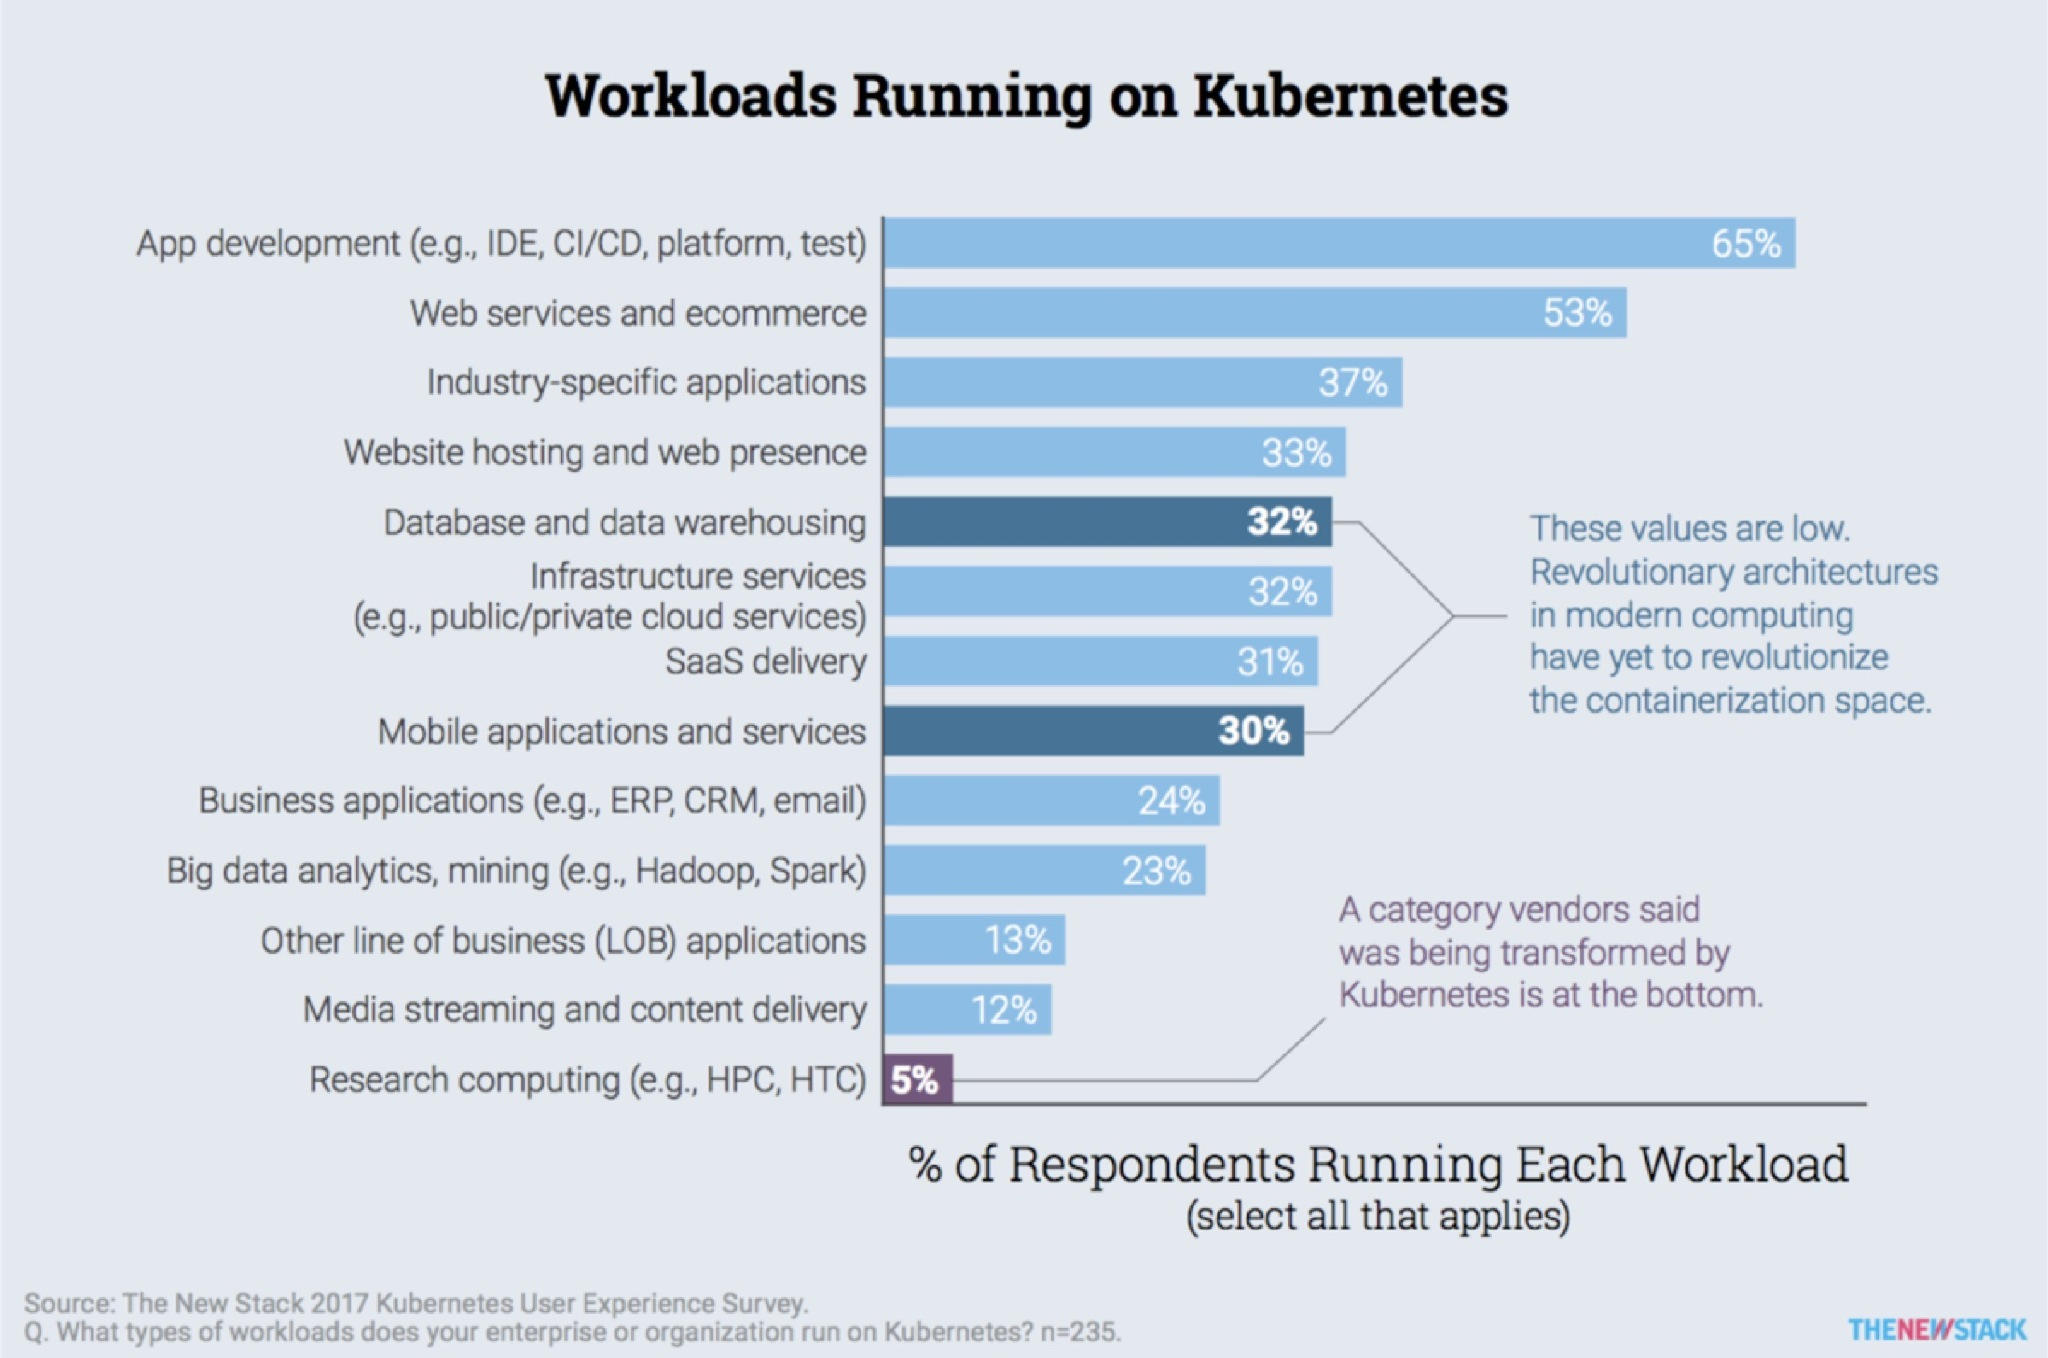 Workloads Running on Kubernetes
App development (e.g., IDE, CI/CD, platform, test)
65%
Web services and ecommerce
53%
Industry-specific applications
37%
Website hosting and web presence
33%
Database and data warehousing
32%
Infrastructure services
(e.g., public/private cloud services)
32%
SaaS delivery
31%
Mobile applications and services
30%
These values are low.
Revolutionary architectures
in modern computing
have yet to revolutionize
the containerization space.
Business applications (e.g., ERP, CRM, email)
24%
Big data analytics, mining (e.g., Hadoop, Spark)
23%
Other line of business (LOB) applications
13%
Media streaming and content delivery
12%
Research computing (e.g., HPC, HTC)
5%
A category vendors said
was being transformed by
Kubernetes is at the bottom.
% of Respondents Running Each Workload
(select all that applies)
Source: The New Stack 2017 Kubernetes User Experience Survey.
Q. What types of workloads does your enterprise or organization run on Kubernetes? n=235.
THENEWSTACK